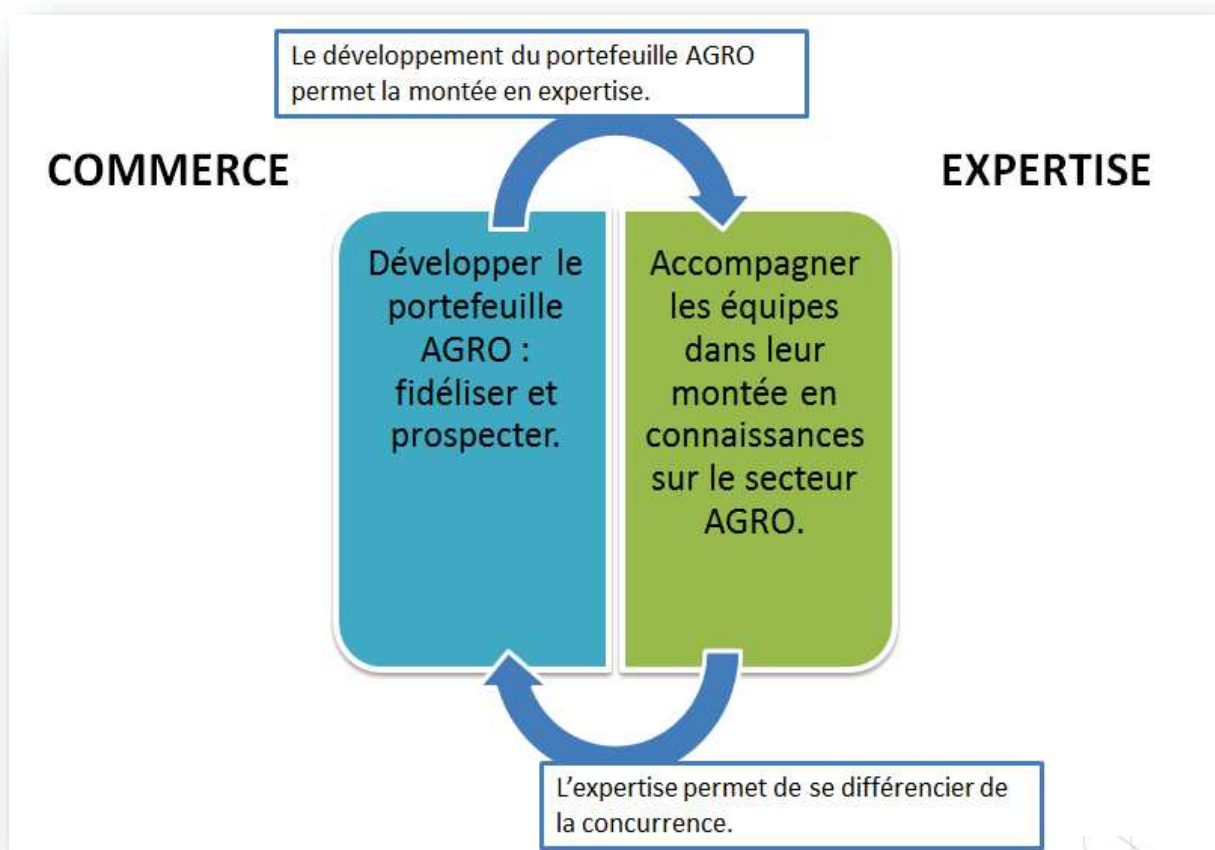 Le développement du portefeuille AGRO
permet la montée en expertise.
COMMERCE
EXPERTISE
Développer le
portefeuille
AGRO :
fidéliser et
prospecter.
Accompagner
les équipes
dans leur
montée en
connaissances
sur le secteur
AGRO.
L'expertise permet de se différencier de
la concurrence.